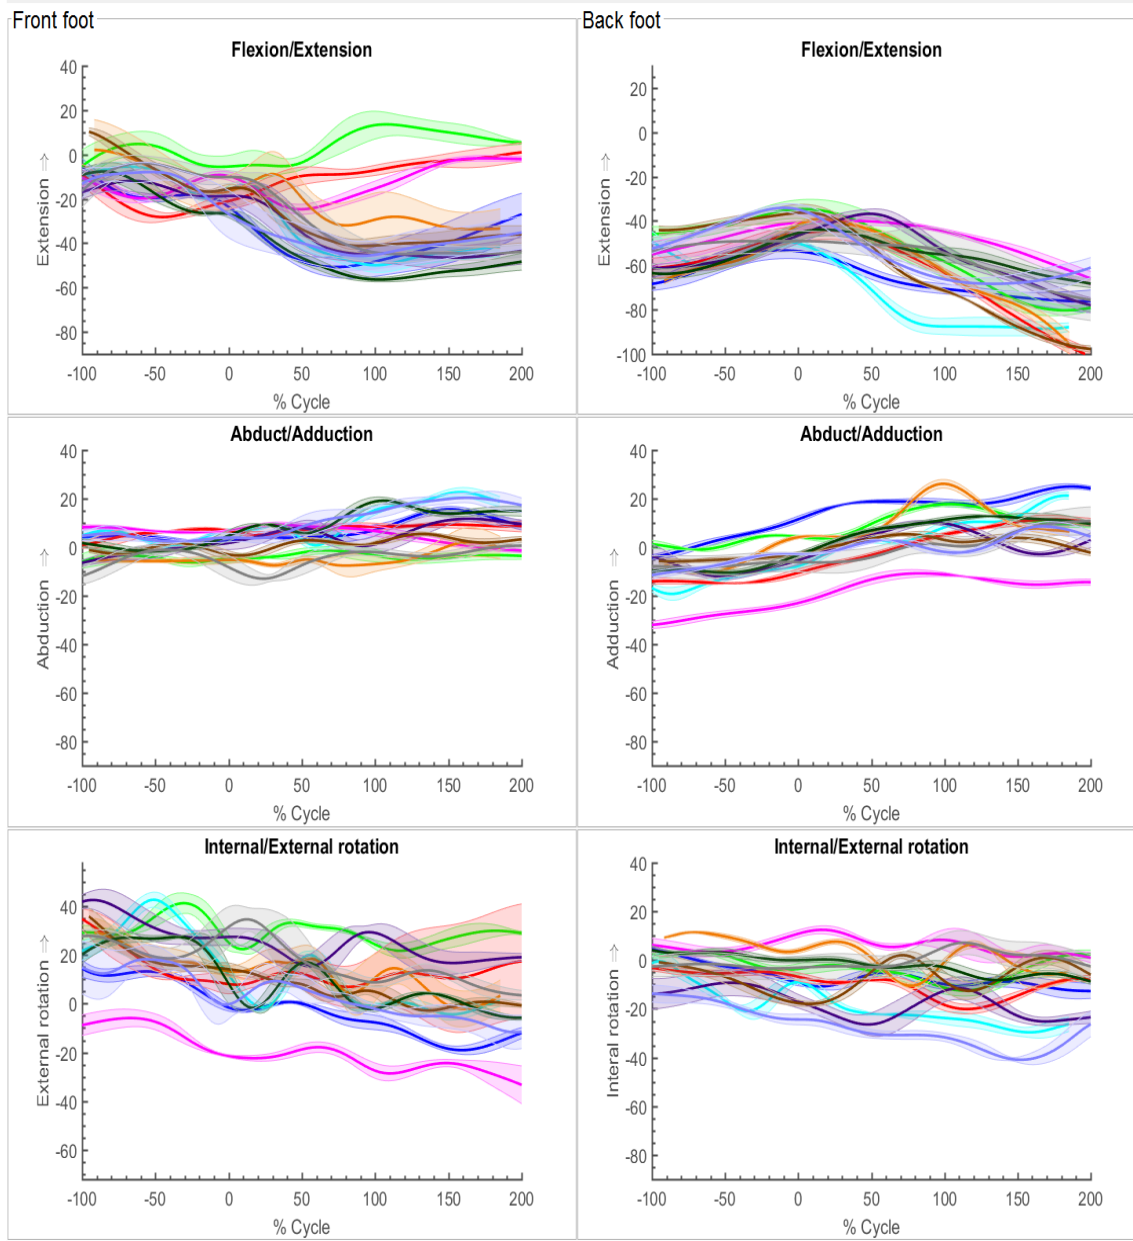 Front foot
Back foot
Flexion/Extension
40
20
0
-20
-40
-60
-80
Extension ⇒
-100 -50 0 50 100 150 200
% Cycle
Flexion/Extension
20
0
-20
-40
-60
-80
-100
Extension ⇒
-100 -50 0 50 100 150 200
% Cycle
Abduct/Adduction
40
20
0
-20
-40
-60
-80
Abduction ⇒
-100 -50 0 50 100 150 200
% Cycle
Abduct/Adduction
40
20
0
-20
-40
-60
-80
Adduction ⇒
-100 -50 0 50 100 150 200
% Cycle
Internal/External rotation
40
20
0
-20
-40
-60
External rotation ⇒
-100 -50 0 50 100 150 200
% Cycle
Internal/External rotation
40
20
0
-20
-40
-60
-80
Interal rotation ⇒
-100 -50 0 50 100 150 200
% Cycle